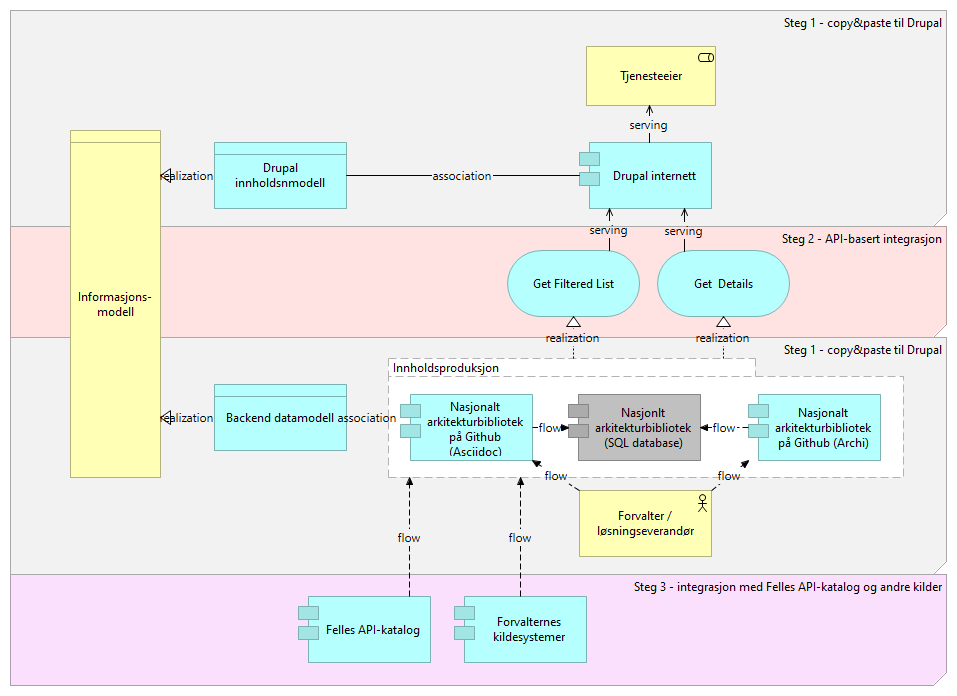 Steg 1 - copy&paste til Drupal
Tjenesteeier
serving
realization
Drupal
innholdsnmodell
association
Drupal internett
serving
serving
Steg 2 - API-basert integrasjon
Get Filtered List
Get Details
Informasjons-
modell
realization
realization
Steg 1 - copy&paste til Drupal
Innholdsproduksjon
realization
Backend datamodell
association
Nasjonalt
arkitekturbibliotek
på Github
(Asciidoc)
flow
Nasjonlt
arkitekturbibliotek
(SQL database)
flow
Nasjonalt
arkitekturbibliotek
på Github (Archi)
flow
flow
Forvalter /
løsningseverandør
flow
flow
Steg 3 - integrasjon med Felles API-katalog og andre kilder
Felles API-katalog
Forvalternes
kildesystemer